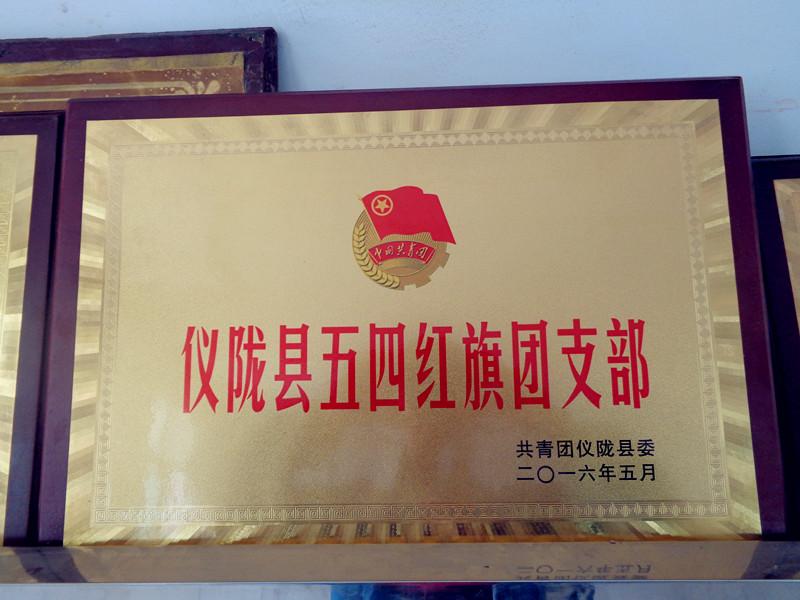 中国共青团
仪陇县五四红旗团支部
共青团仪陇县委
二〇一六年五月